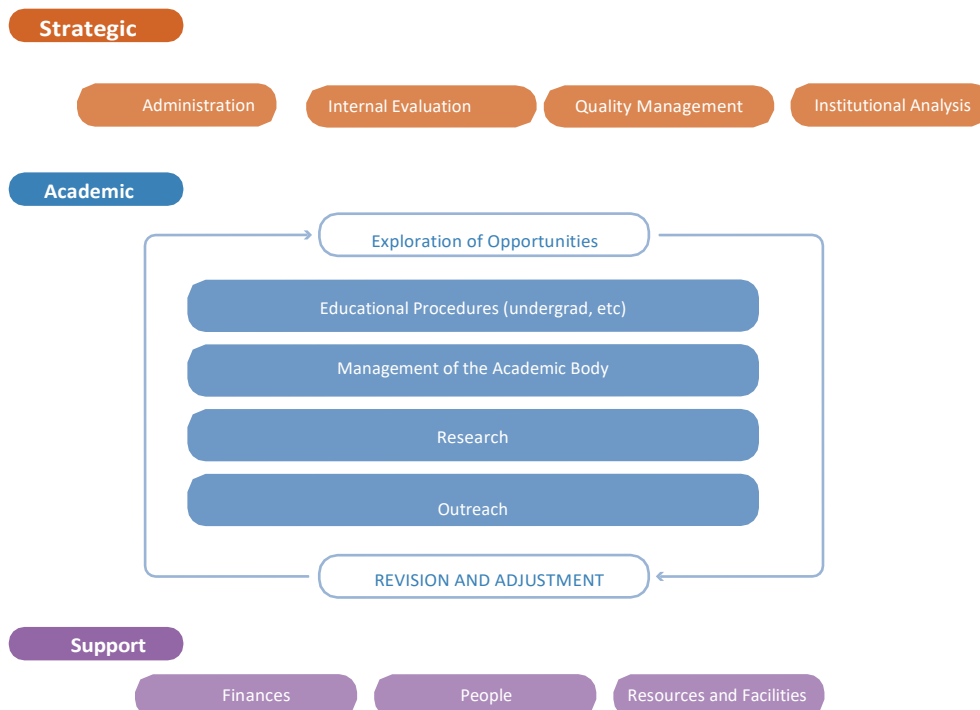 Strategic
Administration
Internal Evaluation
Quality Management
Institutional Analysis
Academic
Exploration of Opportunities
Educational Procedures (undergrad, etc)
Management of the Academic Body
Research
Outreach
REVISION AND ADJUSTMENT
Support
Finances
People
Resources and Facilities